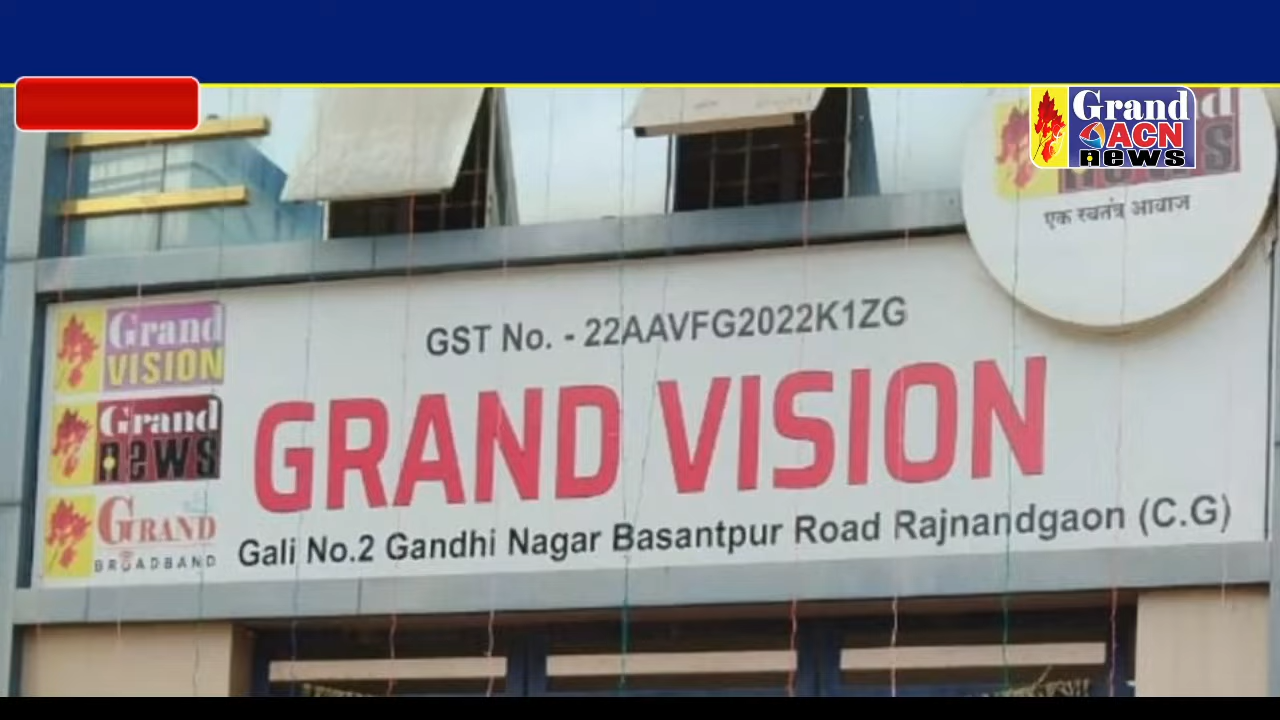 Grand
ACN
news
एक स्वतंत्र आवाज
Grand
VISION
Grand
news
GRAND
BROADBAND
GST No. - 22AAVFG2022K1ZG
GRAND VISION
Gali No.2 Gandhi Nagar Basantpur Road Rajnandgaon (C.G)